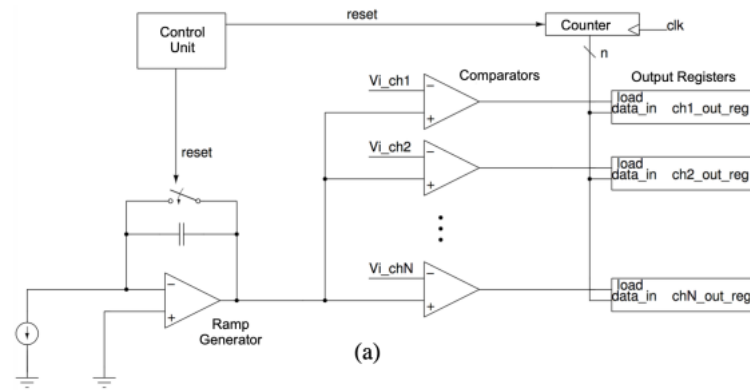 reset
Control
Unit
Counter
clk
n
Vi_ch1
Comparators
Output Registers
load
data_in ch1_out_reg
reset
Vi_ch2
load
data_in ch2_out_reg
Vi_chN
load
data_in chN_out_reg
Ramp
Generator
(a)